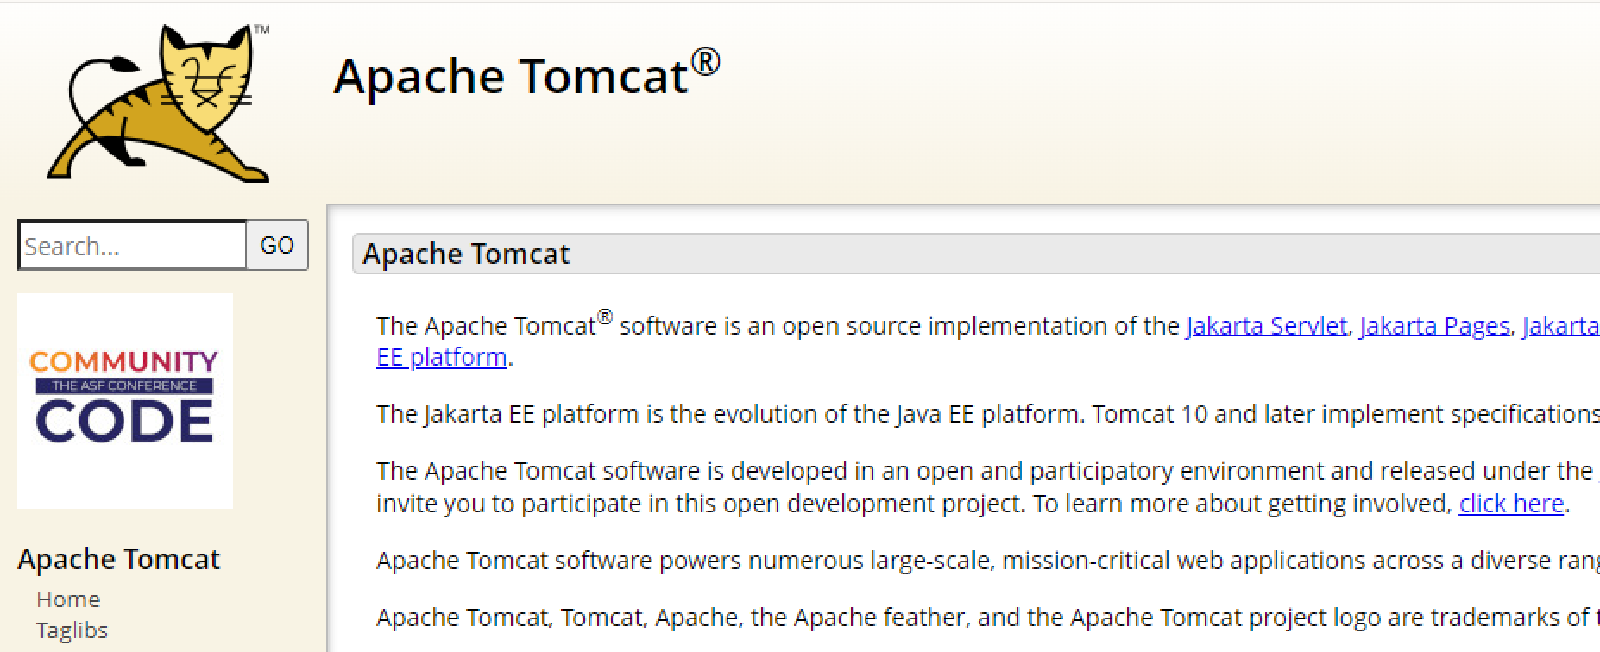 TM
Apache Tomcat®
Search...
GO
COMMUNITY
THE ASF CONFERENCE
CODE
Apache Tomcat
Home
Taglibs
Apache Tomcat
The Apache Tomcat® software is an open source implementation of the Jakarta Servlet, Jakarta Pages, Jakarta
EE platform.
The Jakarta EE platform is the evolution of the Java EE platform. Tomcat 10 and later implement specifications
The Apache Tomcat software is developed in an open and participatory environment and released under the
invite you to participate in this open development project. To learn more about getting involved, click here.
Apache Tomcat software powers numerous large-scale, mission-critical web applications across a diverse rang
Apache Tomcat, Tomcat, Apache, the Apache feather, and the Apache Tomcat project logo are trademarks of t